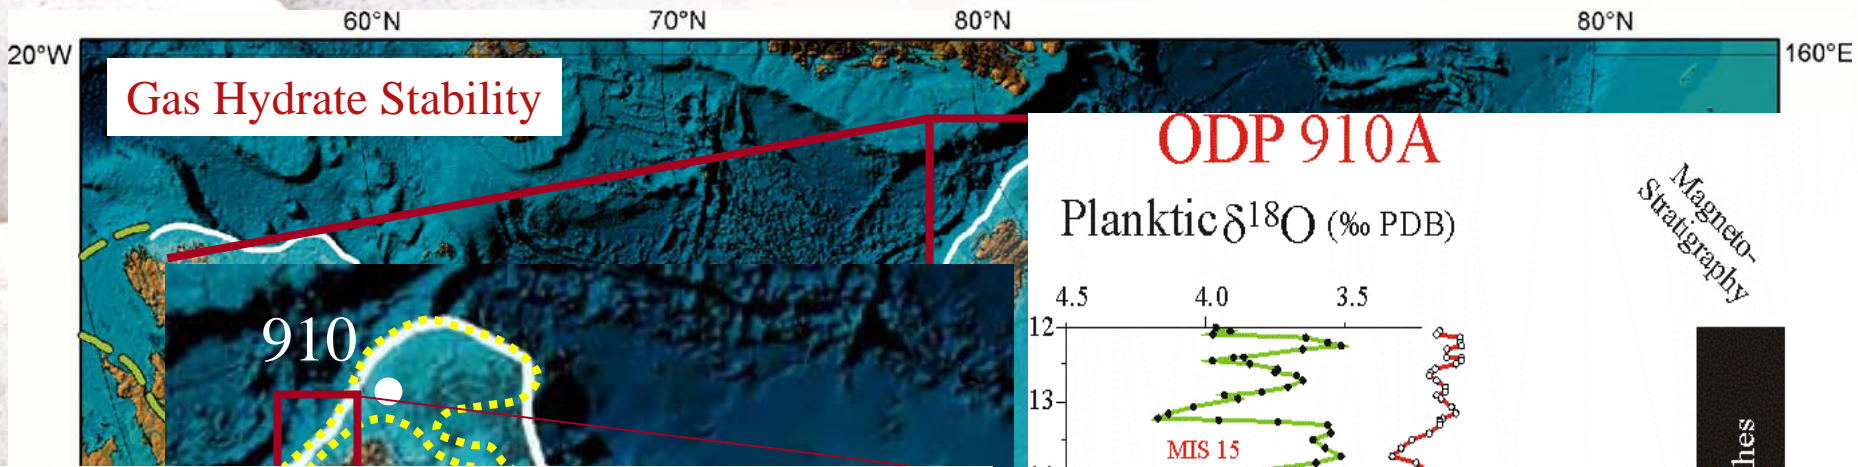 60°N 70°N 80°N 80°N
20°W 160°E
Gas Hydrate Stability
ODP 910A
Planktic δ¹⁸O (‰ PDB)
Magneto-
Stratigraphy
4.5 4.0 3.5
910
12
13
MIS 15